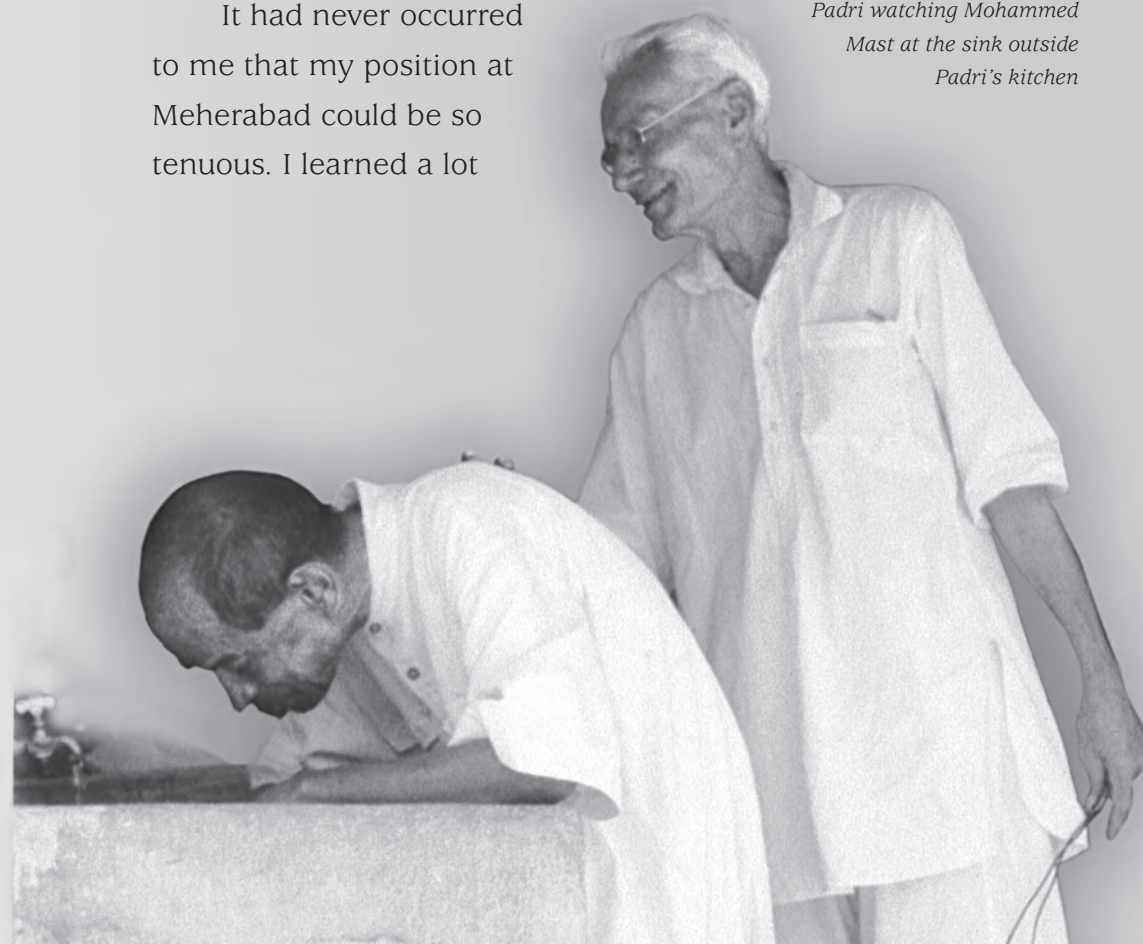 It had never occurred
to me that my position at
Meherabad could be so
tenuous. I learned a lot
Padri watching Mohammed
Mast at the sink outside
Padri’s kitchen